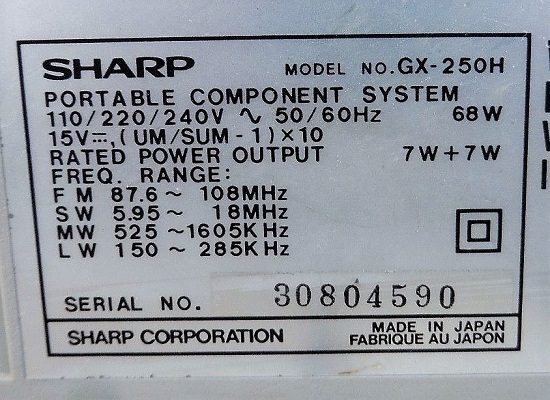 SHARP MODEL NO. GX-250H
PORTABLE COMPONENT SYSTEM
110/220/240V ∿ 50/60Hz 68W
15V⎓, (UM/SUM-1)×10
RATED POWER OUTPUT 7W+7W
FREQ. RANGE:
FM 87.6~ 108MHz
SW 5.95~ 18MHz
MW 525 ~1605KHz
LW 150 ~ 285KHz
SERIAL NO. 30804590
SHARP CORPORATION MADE IN JAPAN
FABRIQUE AU JAPON